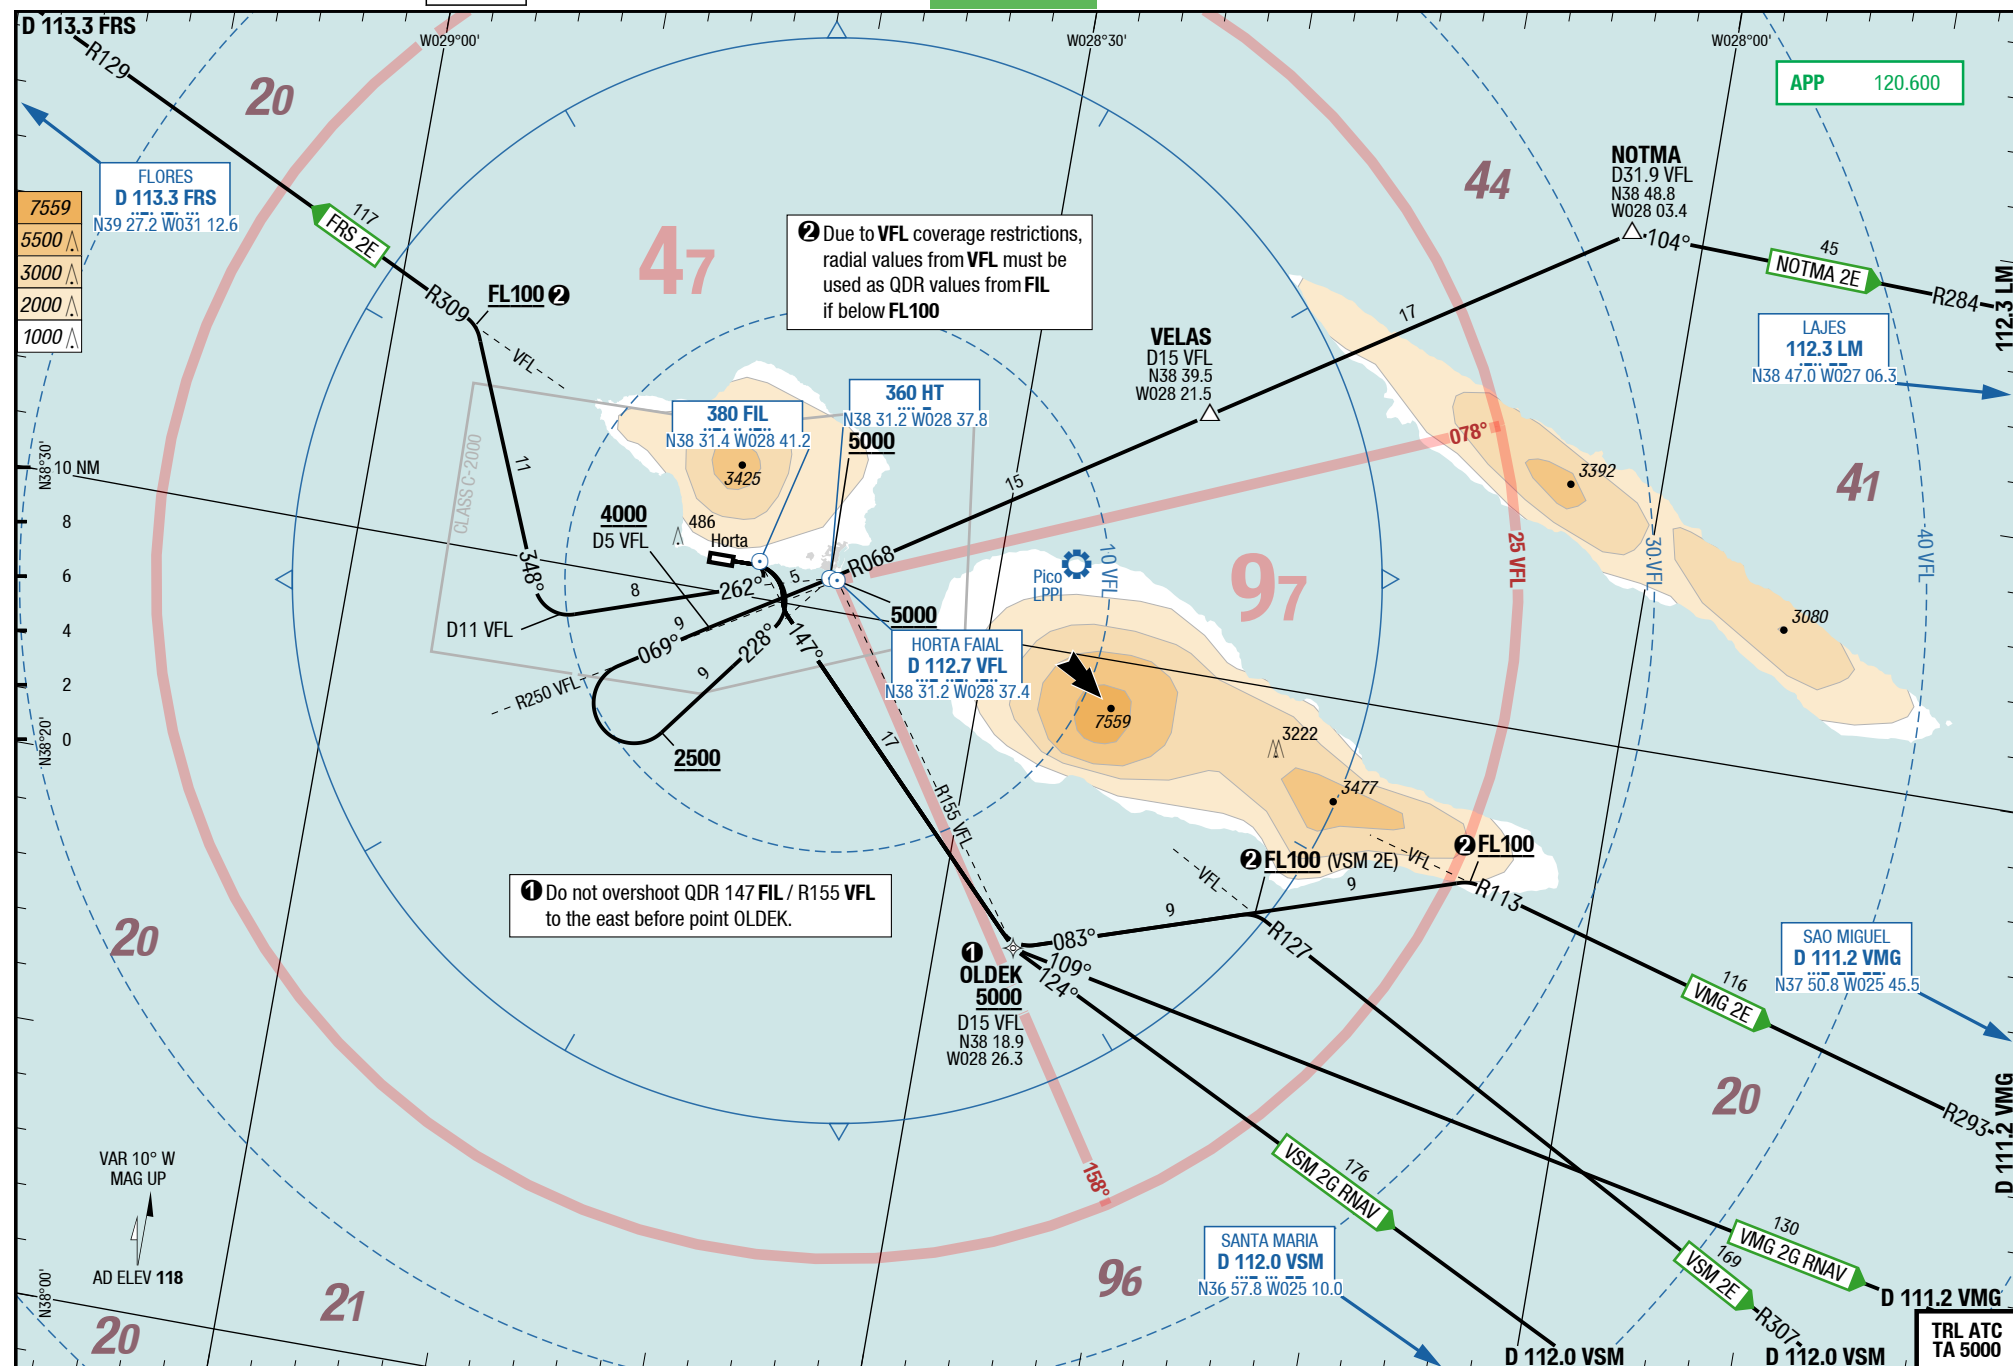 D 113.3 FRS
R129
W029°00'
W028°30'
W028°00'
20
APP 120.600
FLORES
D 113.3 FRS
N39 27.2 W031 12.6
7559
5500
3000
2000
1000
117
FRS 2E
R309
FL100 ❷
VFL
47
❷ Due to VFL coverage restrictions,
radial values from VFL must be
used as QDR values from FIL
if below FL100
44
NOTMA
D31.9 VFL
N38 48.8
W028 03.4
104°
45
NOTMA 2E
R284
112.3 LM
LAJES
112.3 LM
N38 47.0 W027 06.3
17
VELAS
D15 VFL
N38 39.5
W028 21.5
380 FIL
N38 31.4 W028 41.2
360 HT
N38 31.2 W028 37.8
5000
CLASS C-2000
11
3425
15
078°
3392
41
N38°30'
10 NM
8
6
4
2
0
N38°20'
4000
D5 VFL
486
Horta
R068
348°
8
262°
5
D11 VFL
9
069°
228°
147°
9
R250 VFL
2500
5000
HORTA FAIAL
D 112.7 VFL
N38 31.2 W028 37.4
Pico
LPPI
10 VFL
97
25 VFL
30 VFL
40 VFL
3080
7559
3222
3477
17
R155 VFL
❶ Do not overshoot QDR 147 FIL / R155 VFL
to the east before point OLDEK.
VFL
❷ FL100 (VSM 2E)
VFL
❷ FL100
9
9
083°
109°
124°
R127
R113
❶
OLDEK
5000
D15 VFL
N38 18.9
W028 26.3
20
SAO MIGUEL
D 111.2 VMG
N37 50.8 W025 45.5
116
VMG 2E
20
R293
D 111.2 VMG
158°
176
VSM 2G RNAV
VAR 10° W
MAG UP
AD ELEV 118
SANTA MARIA
D 112.0 VSM
N36 57.8 W025 10.0
130
VMG 2G RNAV
169
VSM 2E
R307
D 111.2 VMG
N38°00'
21
20
96
D 112.0 VSM
D 112.0 VSM
TRL ATC
TA 5000